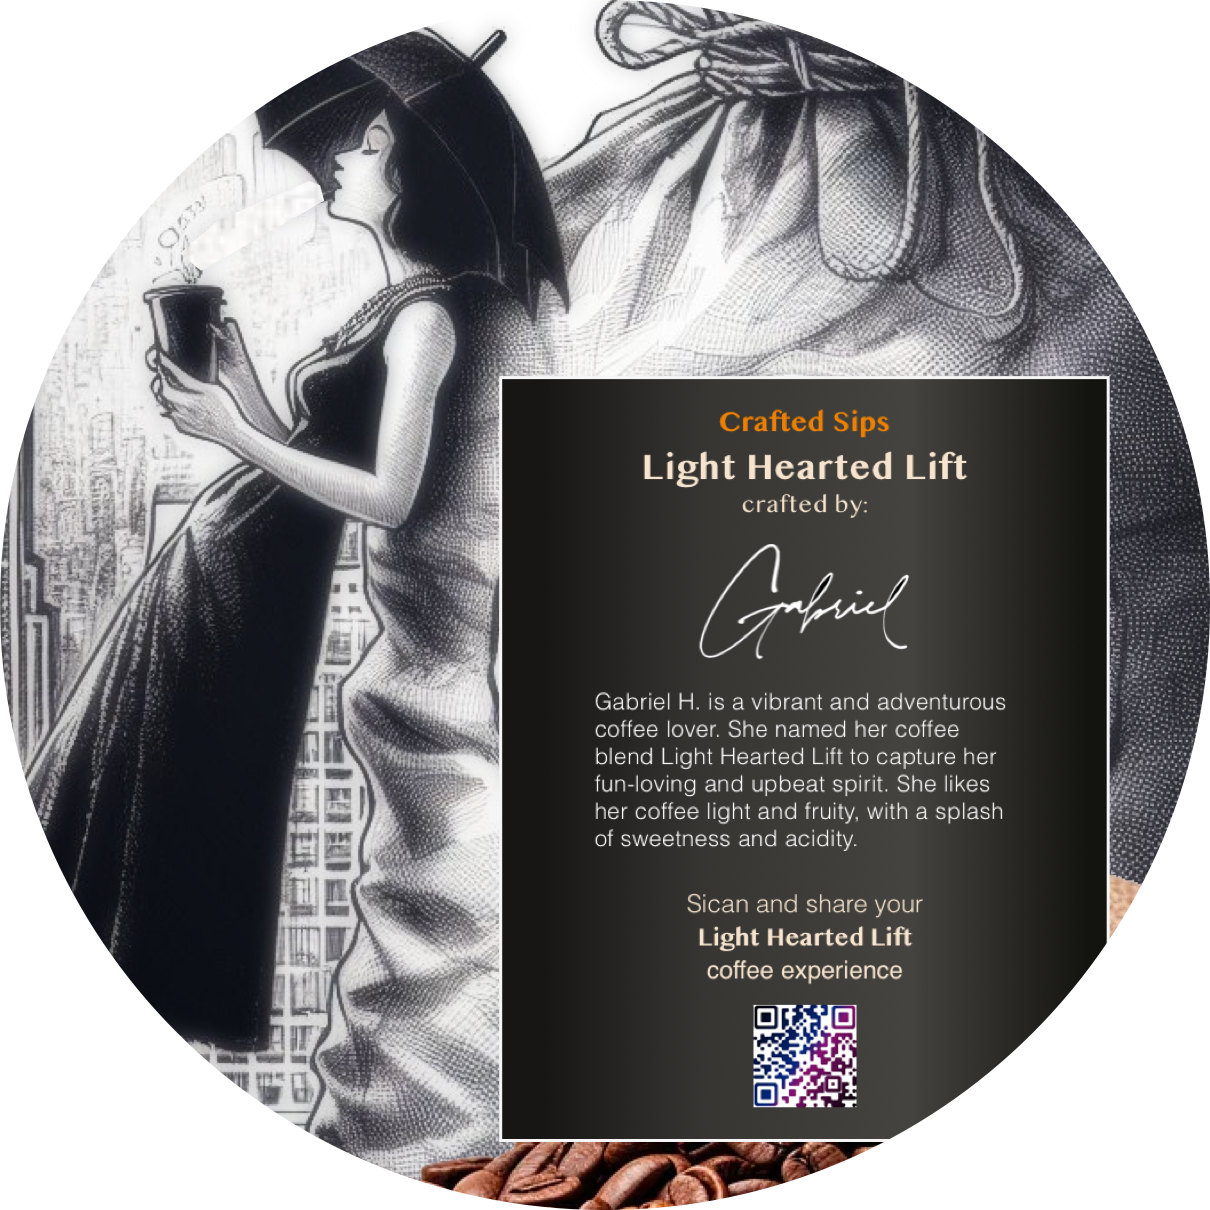 Crafted Sips
Light Hearted Lift
crafted by:
Gabriel
Gabriel H. is a vibrant and adventurous
coffee lover. She named her coffee
blend Light Hearted Lift to capture her
fun-loving and upbeat spirit. She likes
her coffee light and fruity, with a splash
of sweetness and acidity.
Sican and share your
Light Hearted Lift
coffee experience